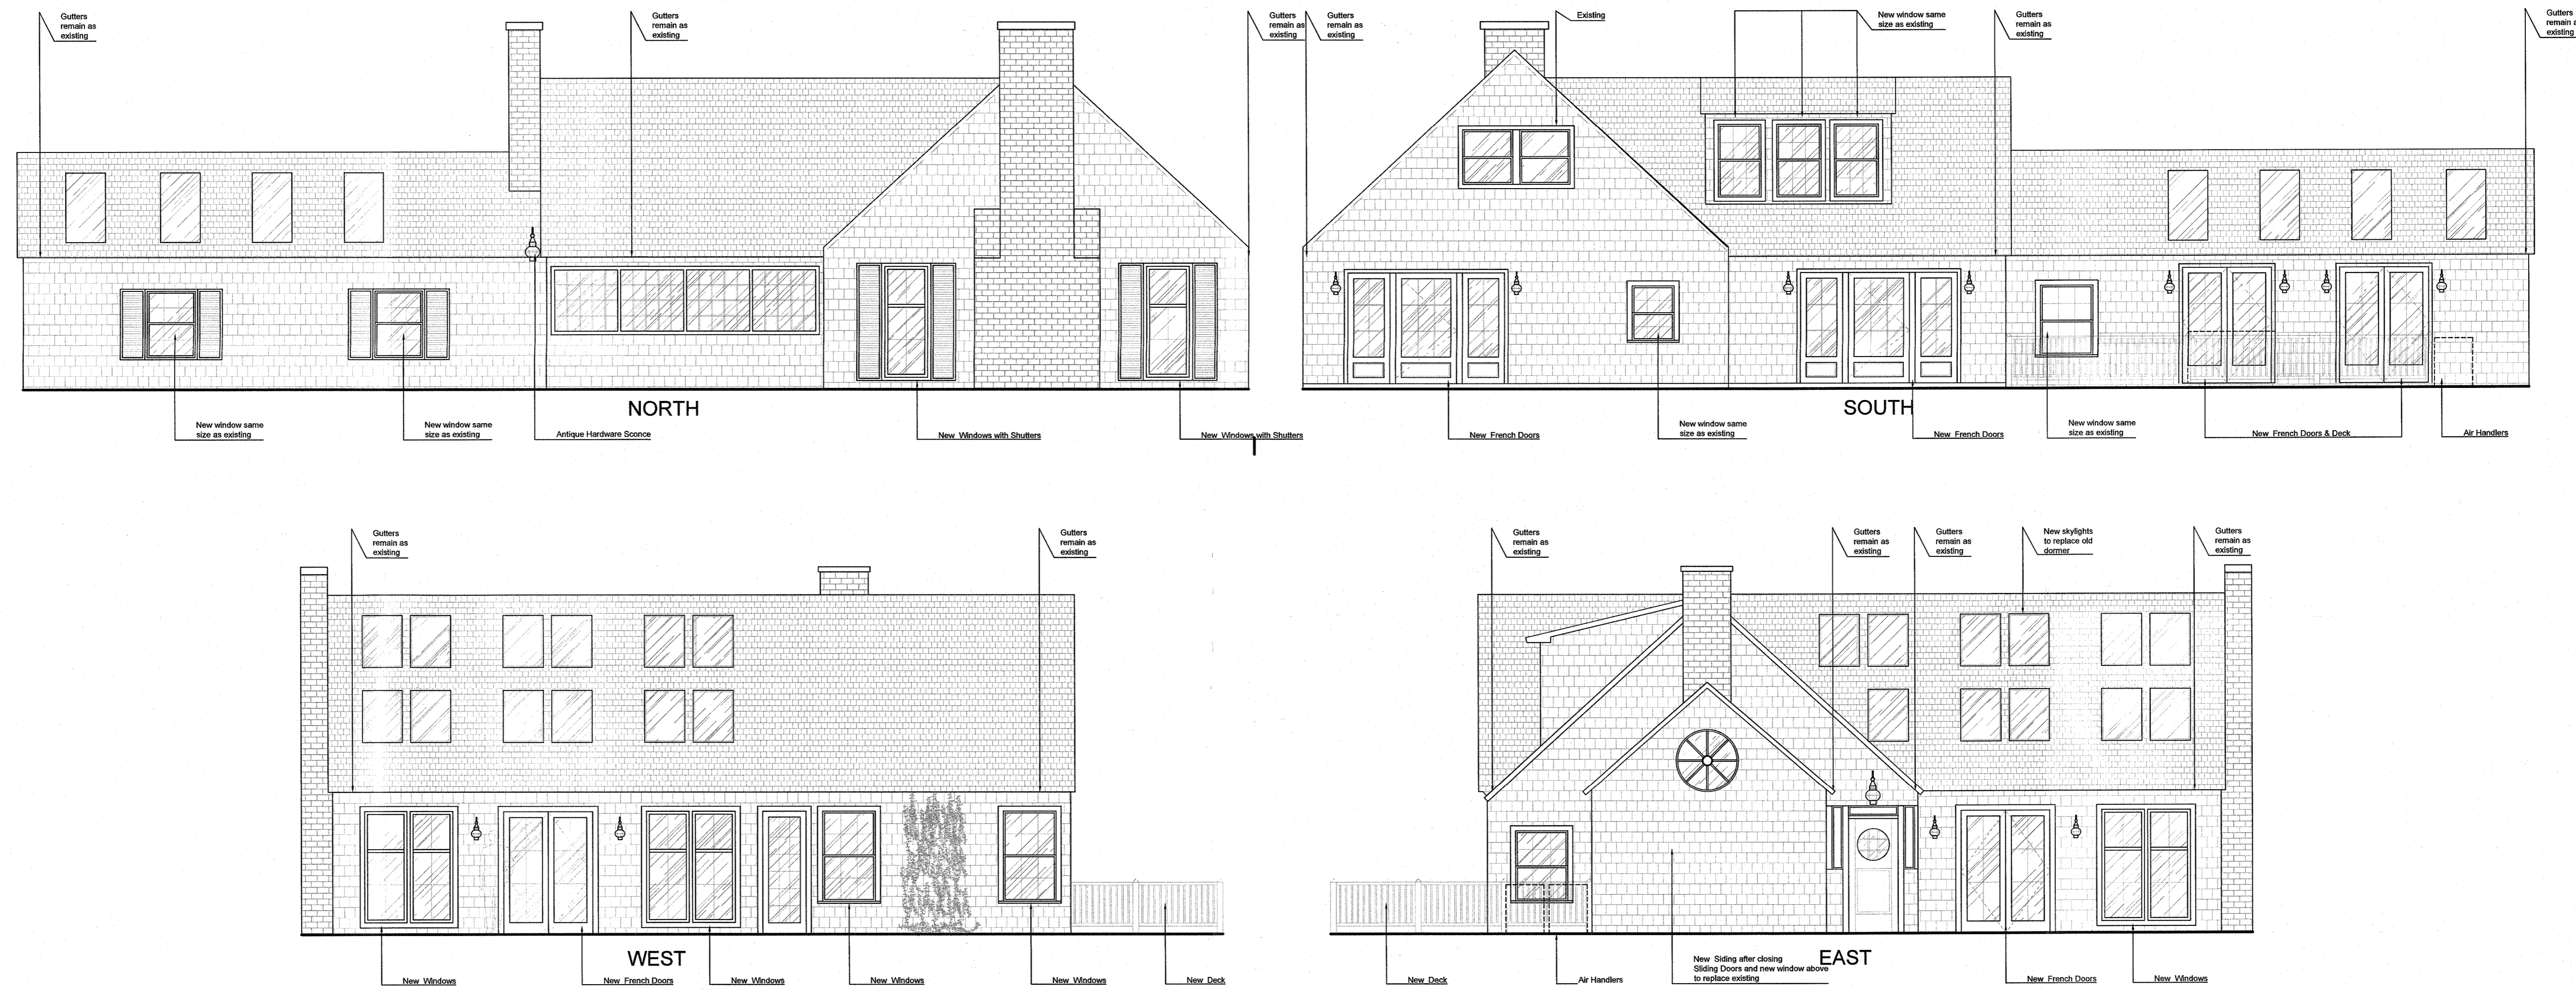 Gutters
remain as
existing
Gutters
remain as
existing
Gutters
remain as
existing
Gutters
remain as
existing
Existing
New window same
size as existing
Gutters
remain as
existing
Gutters
remain as
existing
New window same
size as existing
New window same
size as existing
Antique Hardware Sconce
NORTH
New Windows with Shutters
New Windows with Shutters
New French Doors
New window same
size as existing
SOUTH
New French Doors
New window same
size as existing
New French Doors & Deck
Air Handlers
Gutters
remain as
existing
Gutters
remain as
existing
Gutters
remain as
existing
Gutters
remain as
existing
Gutters
remain as
existing
New skylights
to replace old
dormer
Gutters
remain as
existing
WEST
New Windows
New French Doors
New Windows
New Windows
New Windows
New Deck
New Deck
Air Handlers
New Siding after closing
Sliding Doors and new window above
to replace existing
EAST
New French Doors
New Windows